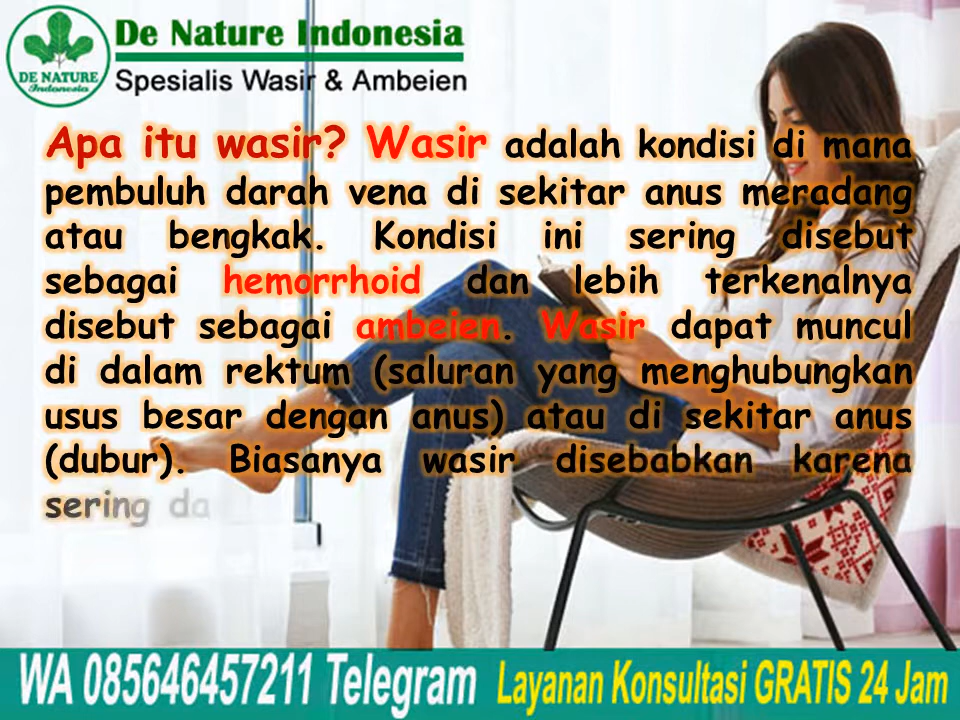 DE NATURE
Indonesia
De Nature Indonesia
Spesialis Wasir & Ambeien
Apa itu wasir? Wasir adalah kondisi di mana
pembuluh darah vena di sekitar anus meradang
atau bengkak. Kondisi ini sering disebut
sebagai hemorrhoid dan lebih terkenalnya
disebut sebagai ambeien. Wasir dapat muncul
di dalam rektum (saluran yang menghubungkan
usus besar dengan anus) atau di sekitar anus
(dubur). Biasanya wasir disebabkan karena
sering da
WA 085646457211 Telegram Layanan Konsultasi GRATIS 24 Jam